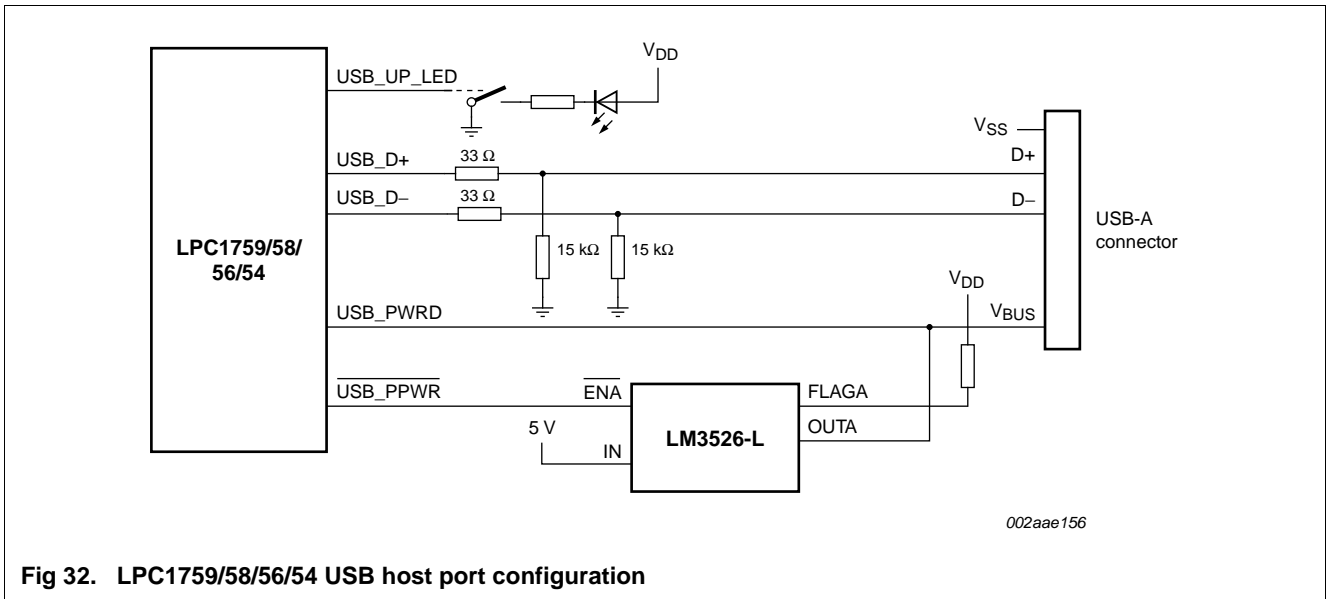 V_DD
USB_UP_LED
V_SS
USB_D+
33 Ω
D+
USB_D−
33 Ω
D−
USB-A
connector
LPC1759/58/
56/54
15 kΩ
15 kΩ
V_DD
USB_PWRD
V_BUS
USB_PPWR
ENA
FLAGA
5 V
IN
LM3526-L
OUTA
002aae156
Fig 32. LPC1759/58/56/54 USB host port configuration